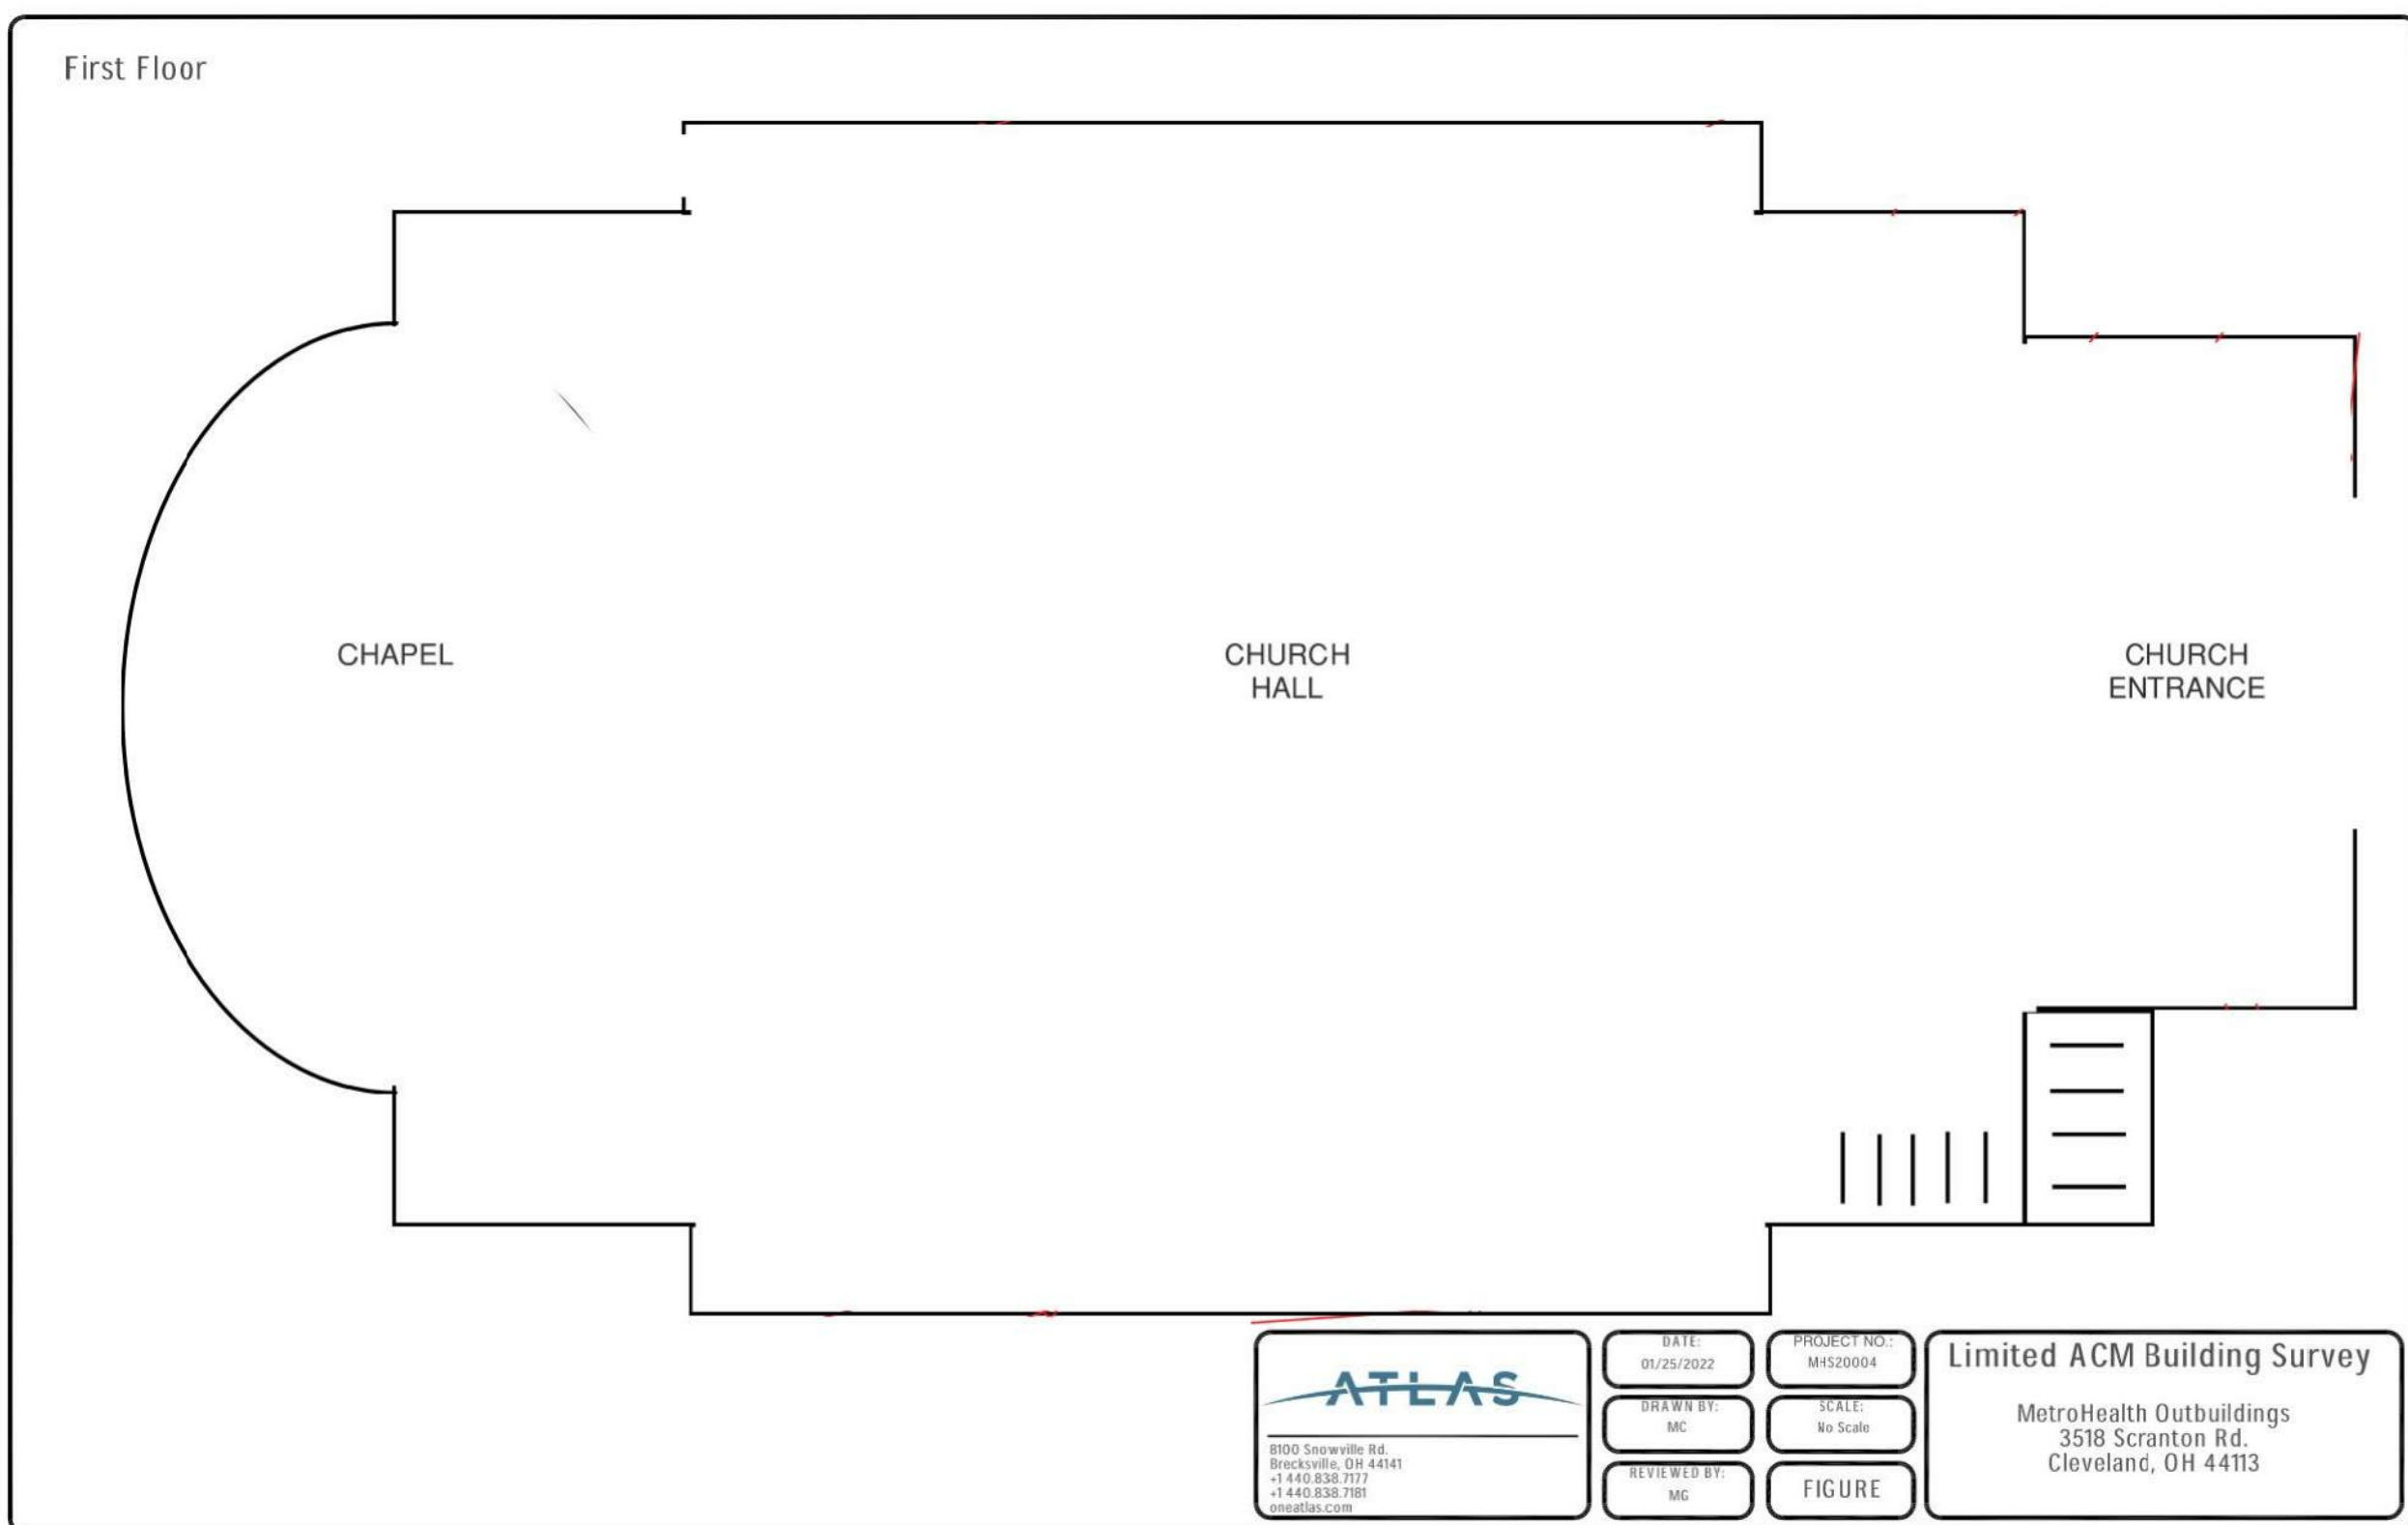 First Floor
CHAPEL
CHURCH
HALL
CHURCH
ENTRANCE
ATLAS
8100 Snowville Rd.
Brecksville, OH 44141
+1 440.838.7177
+1 440.838.7181
oneatlas.com
DATE:
01/25/2022
PROJECT NO.:
MHS20004
DRAWN BY:
MC
SCALE:
No Scale
REVIEWED BY:
MG
FIGURE
Limited ACM Building Survey
MetroHealth Outbuildings
3518 Scranton Rd.
Cleveland, OH 44113